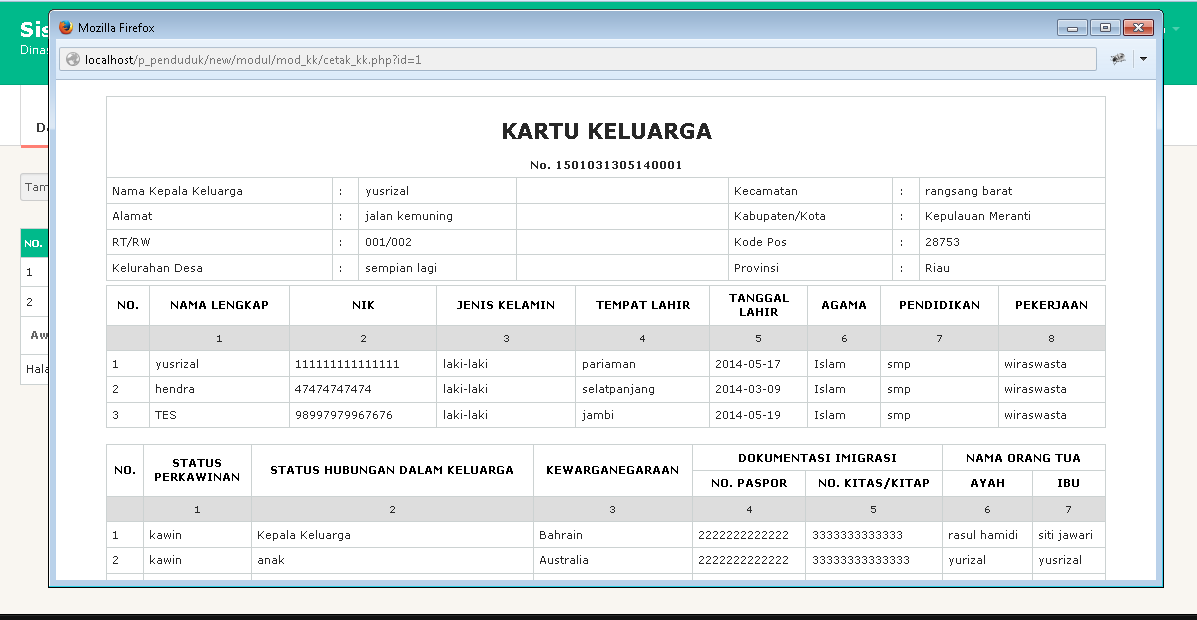 Mozilla Firefox
localhost/p_penduduk/new/modul/mod_kk/cetak_kk.php?id=1
Sis
Dinas
Da
Tam
NO.
1
2
Aw
Hala
KARTU KELUARGA
No. 1501031305140001
Nama Kepala Keluarga : yusrizal Kecamatan : rangsang barat
Alamat : jalan kemuning Kabupaten/Kota : Kepulauan Meranti
RT/RW : 001/002 Kode Pos : 28753
Kelurahan Desa : sempian lagi Provinsi : Riau
NO. NAMA LENGKAP NIK JENIS KELAMIN TEMPAT LAHIR TANGGAL LAHIR AGAMA PENDIDIKAN PEKERJAAN
1 2 3 4 5 6 7 8
1 yusrizal 111111111111111 laki-laki pariaman 2014-05-17 Islam smp wiraswasta
2 hendra 47474747474 laki-laki selatpanjang 2014-03-09 Islam smp wiraswasta
3 TES 98997979967676 laki-laki jambi 2014-05-19 Islam smp wiraswasta
NO. STATUS PERKAWINAN STATUS HUBUNGAN DALAM KELUARGA KEWARGANEGARAAN DOKUMENTASI IMIGRASI NAMA ORANG TUA
NO. PASPOR NO. KITAS/KITAP AYAH IBU
1 2 3 4 5 6 7
1 kawin Kepala Keluarga Bahrain 2222222222222 3333333333333 rasul hamidi siti jawari
2 kawin anak Australia 2222222222222 33333333333333 yurizal yusrizal